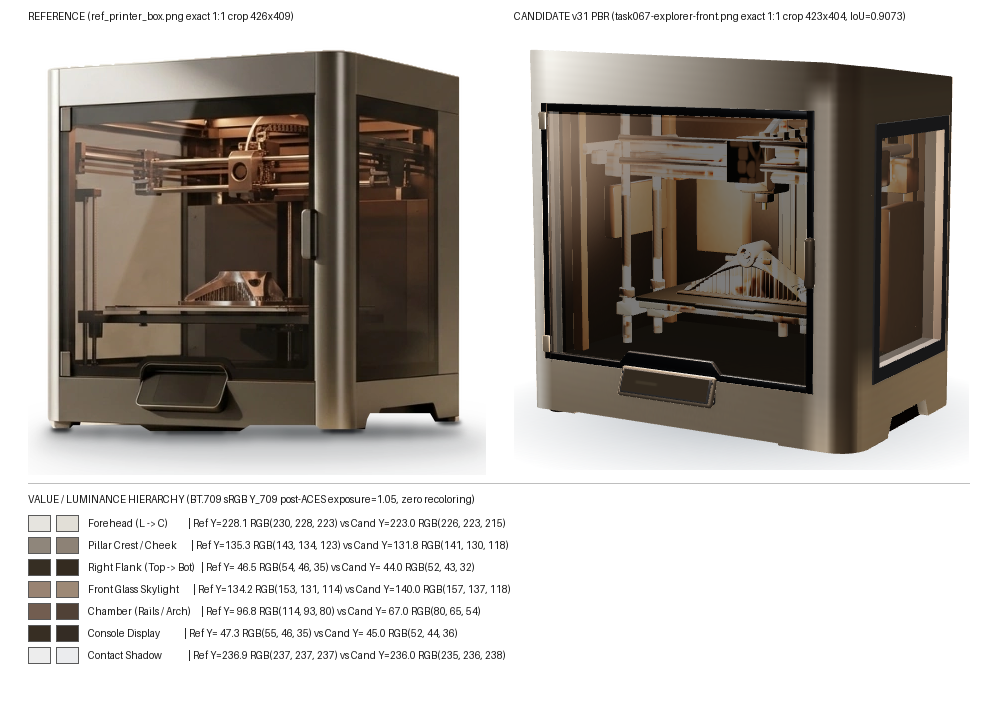 REFERENCE (ref_printer_box.png exact 1:1 crop 426x409)
CANDIDATE v31 PBR (task067-explorer-front.png exact 1:1 crop 423x404, IoU=0.9073)
VALUE / LUMINANCE HIERARCHY (BT.709 sRGB Y_709 post-ACES exposure=1.05, zero recoloring)
Forehead (L -> C) | Ref Y=228.1 RGB(230, 228, 223) vs Cand Y=223.0 RGB(226, 223, 215)
Pillar Crest / Cheek | Ref Y=135.3 RGB(143, 134, 123) vs Cand Y=131.8 RGB(141, 130, 118)
Right Flank (Top -> Bot) | Ref Y= 46.5 RGB(54, 46, 35) vs Cand Y= 44.0 RGB(52, 43, 32)
Front Glass Skylight | Ref Y=134.2 RGB(153, 131, 114) vs Cand Y=140.0 RGB(157, 137, 118)
Chamber (Rails / Arch) | Ref Y= 96.8 RGB(114, 93, 80) vs Cand Y= 67.0 RGB(80, 65, 54)
Console Display | Ref Y= 47.3 RGB(55, 46, 35) vs Cand Y= 45.0 RGB(52, 44, 36)
Contact Shadow | Ref Y=236.9 RGB(237, 237, 237) vs Cand Y=236.0 RGB(235, 236, 238)